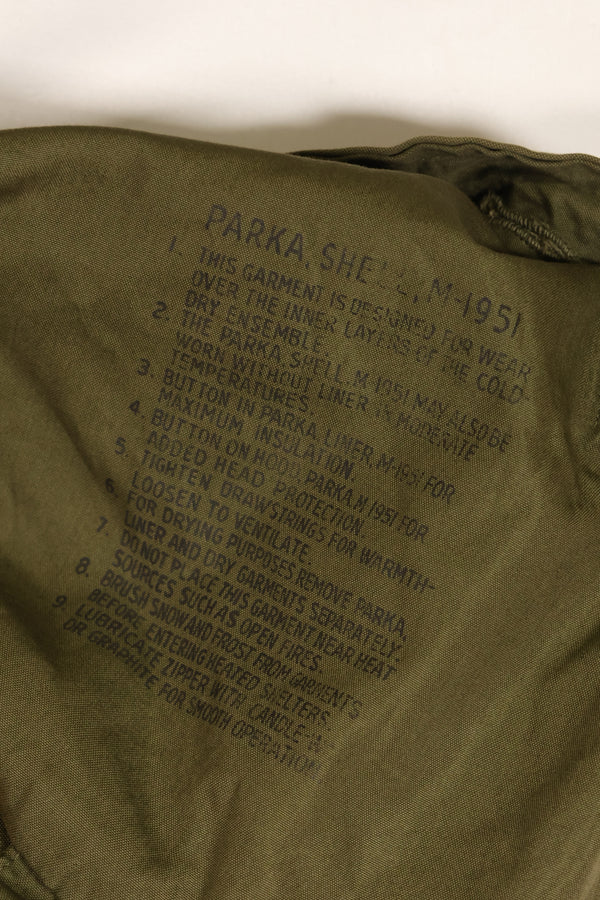 PARKA, SHELL, M-1951
1. THIS GARMENT IS DESIGNED FOR WEAR
OVER THE INNER LAYERS OF THE COLD-
DRY ENSEMBLE.
2. THE PARKA, SHELL, M-1951 MAY ALSO BE
WORN WITHOUT LINER IN MODERATE
TEMPERATURES.
3. BUTTON IN PARKA, LINER, M-1951 FOR
MAXIMUM INSULATION.
4. BUTTON ON HOOD, PARKA M 1951 FOR
ADDED HEAD PROTECTION.
5. TIGHTEN DRAWSTRINGS FOR WARMTH-
LOOSEN TO VENTILATE.
6. FOR DRYING PURPOSES REMOVE PARKA,
LINER AND DRY GARMENTS SEPARATELY.
7. DO NOT PLACE THIS GARMENT NEAR HEAT
SOURCES SUCH AS OPEN FIRES.
8. BRUSH SNOW AND FROST FROM GARMENTS
BEFORE ENTERING HEATED SHELTERS.
9. LUBRICATE ZIPPER WITH CANDLE-WAX
OR GRAPHITE FOR SMOOTH OPERATION